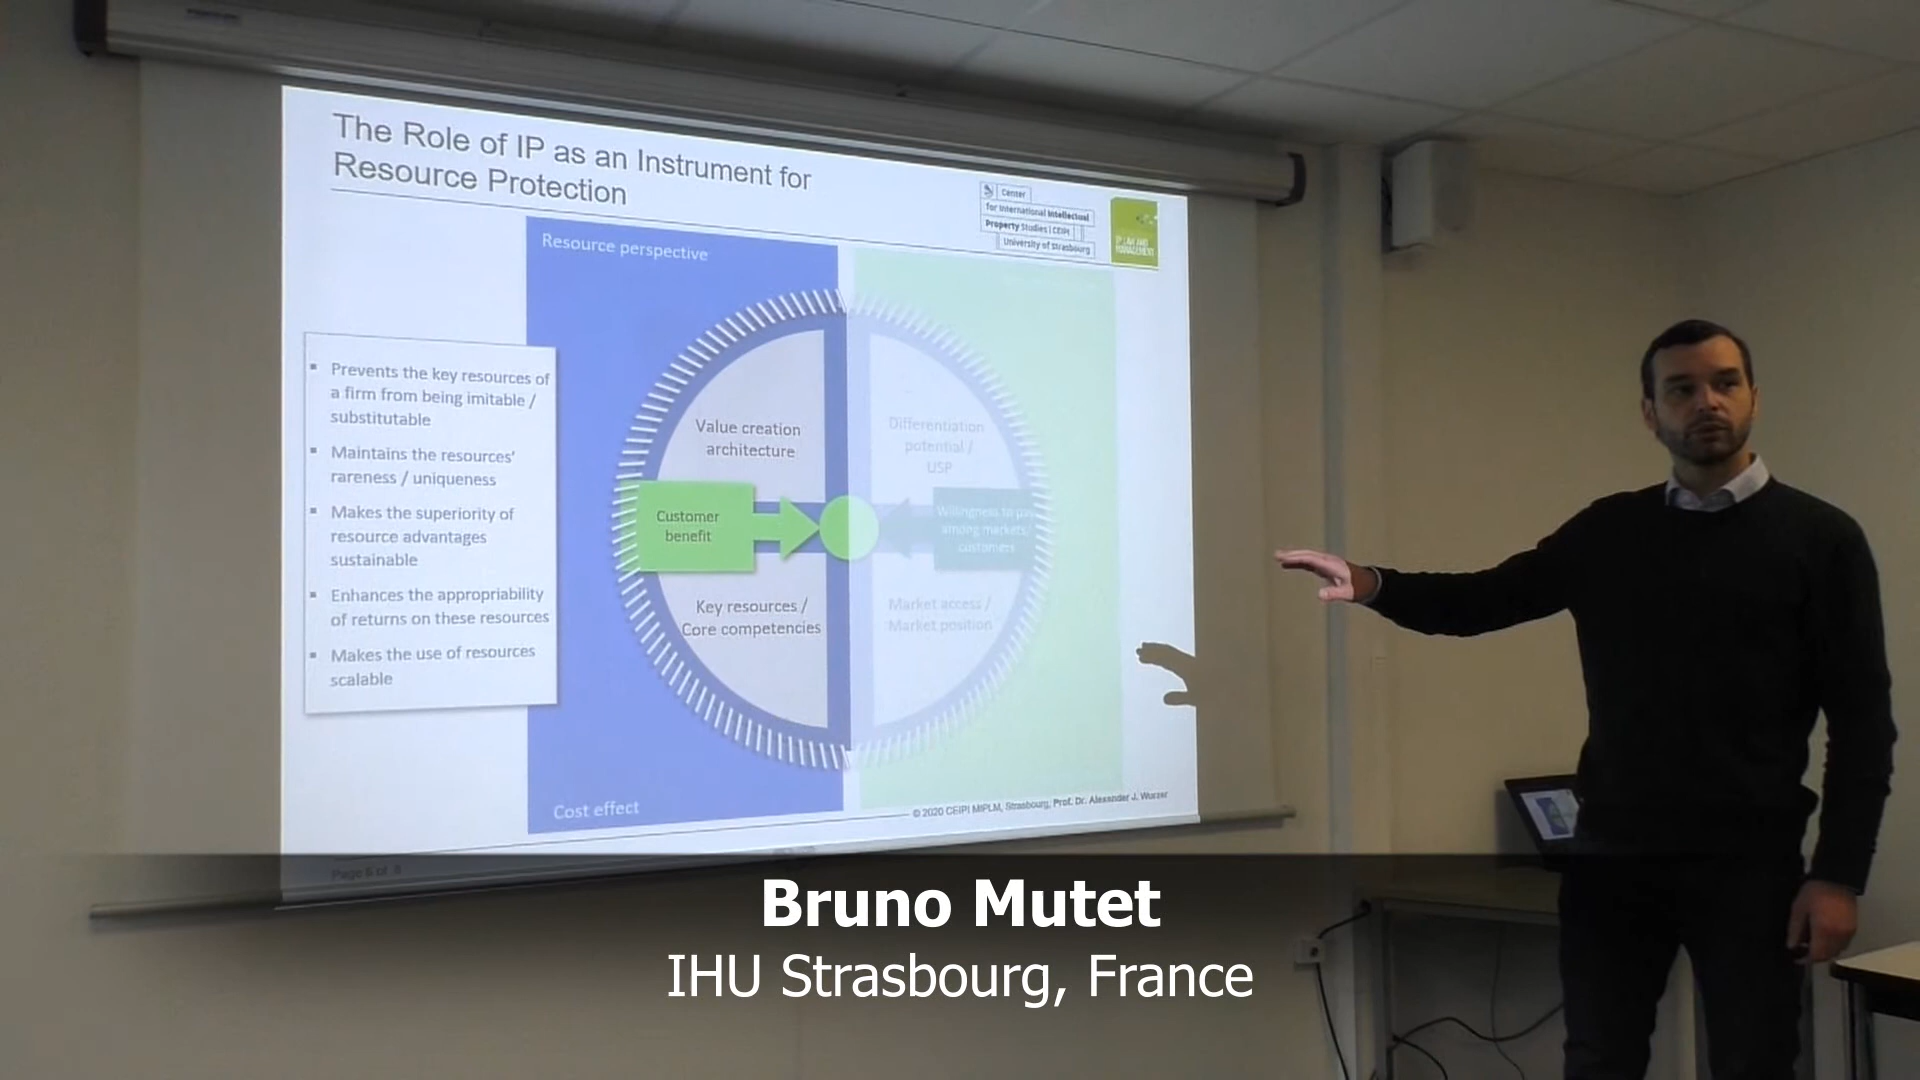 The Role of IP as an Instrument for
Resource Protection
Center
for International Intellectual
Property Studies | CEIPI
University of Strasbourg
IP LAW AND
MANAGEMENT
Resource perspective
▪ Prevents the key resources of
a firm from being imitable /
substitutable
▪ Maintains the resources'
rareness / uniqueness
▪ Makes the superiority of
resource advantages
sustainable
▪ Enhances the appropriability
of returns on these resources
▪ Makes the use of resources
scalable
Value creation
architecture
Differentiation
potential /
USP
Customer
benefit
Willingness to pay
among markets/
customers
Key resources /
Core competencies
Market access /
Market position
Cost effect
© 2020 CEIPI MIPLM, Strasbourg, Prof. Dr. Alexander J. Wurzer
Page 6 of 8
Bruno Mutet
IHU Strasbourg, France